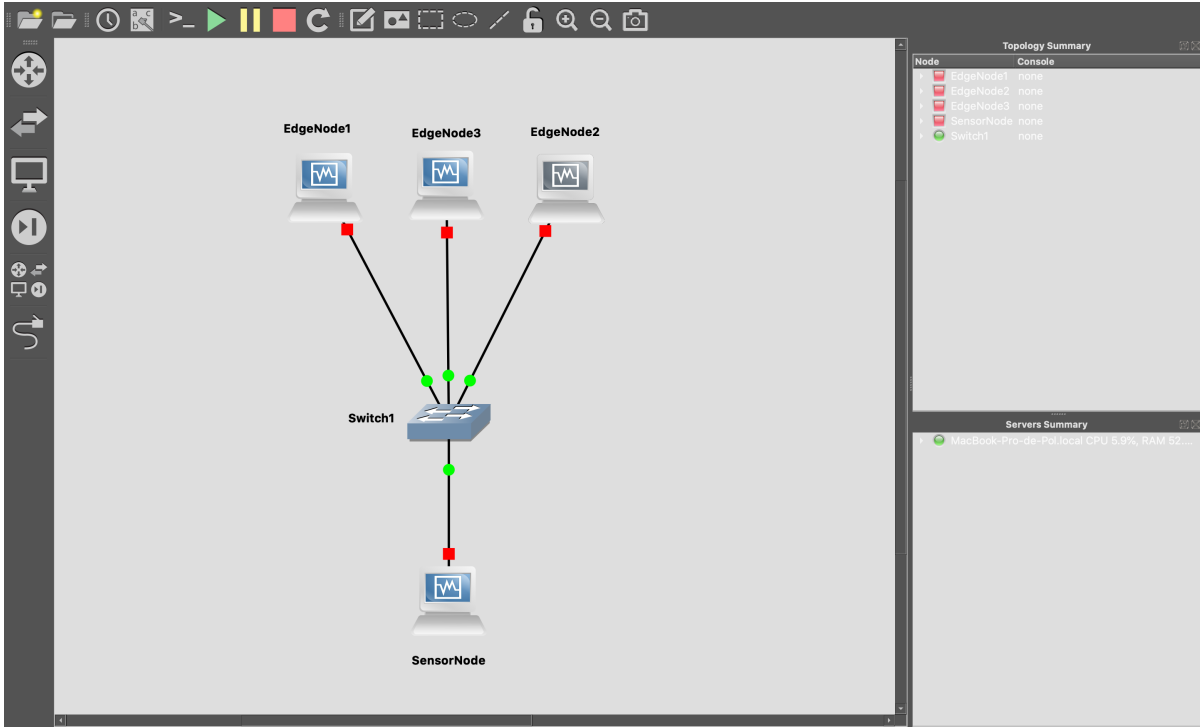 EdgeNode1
EdgeNode3
EdgeNode2
Switch1
SensorNode
Topology Summary
Node Console
EdgeNode1 none
EdgeNode2 none
EdgeNode3 none
SensorNode none
Switch1 none
Servers Summary
MacBook-Pro-de-Pol.local CPU 5.9%, RAM 52....
a c
b
>_